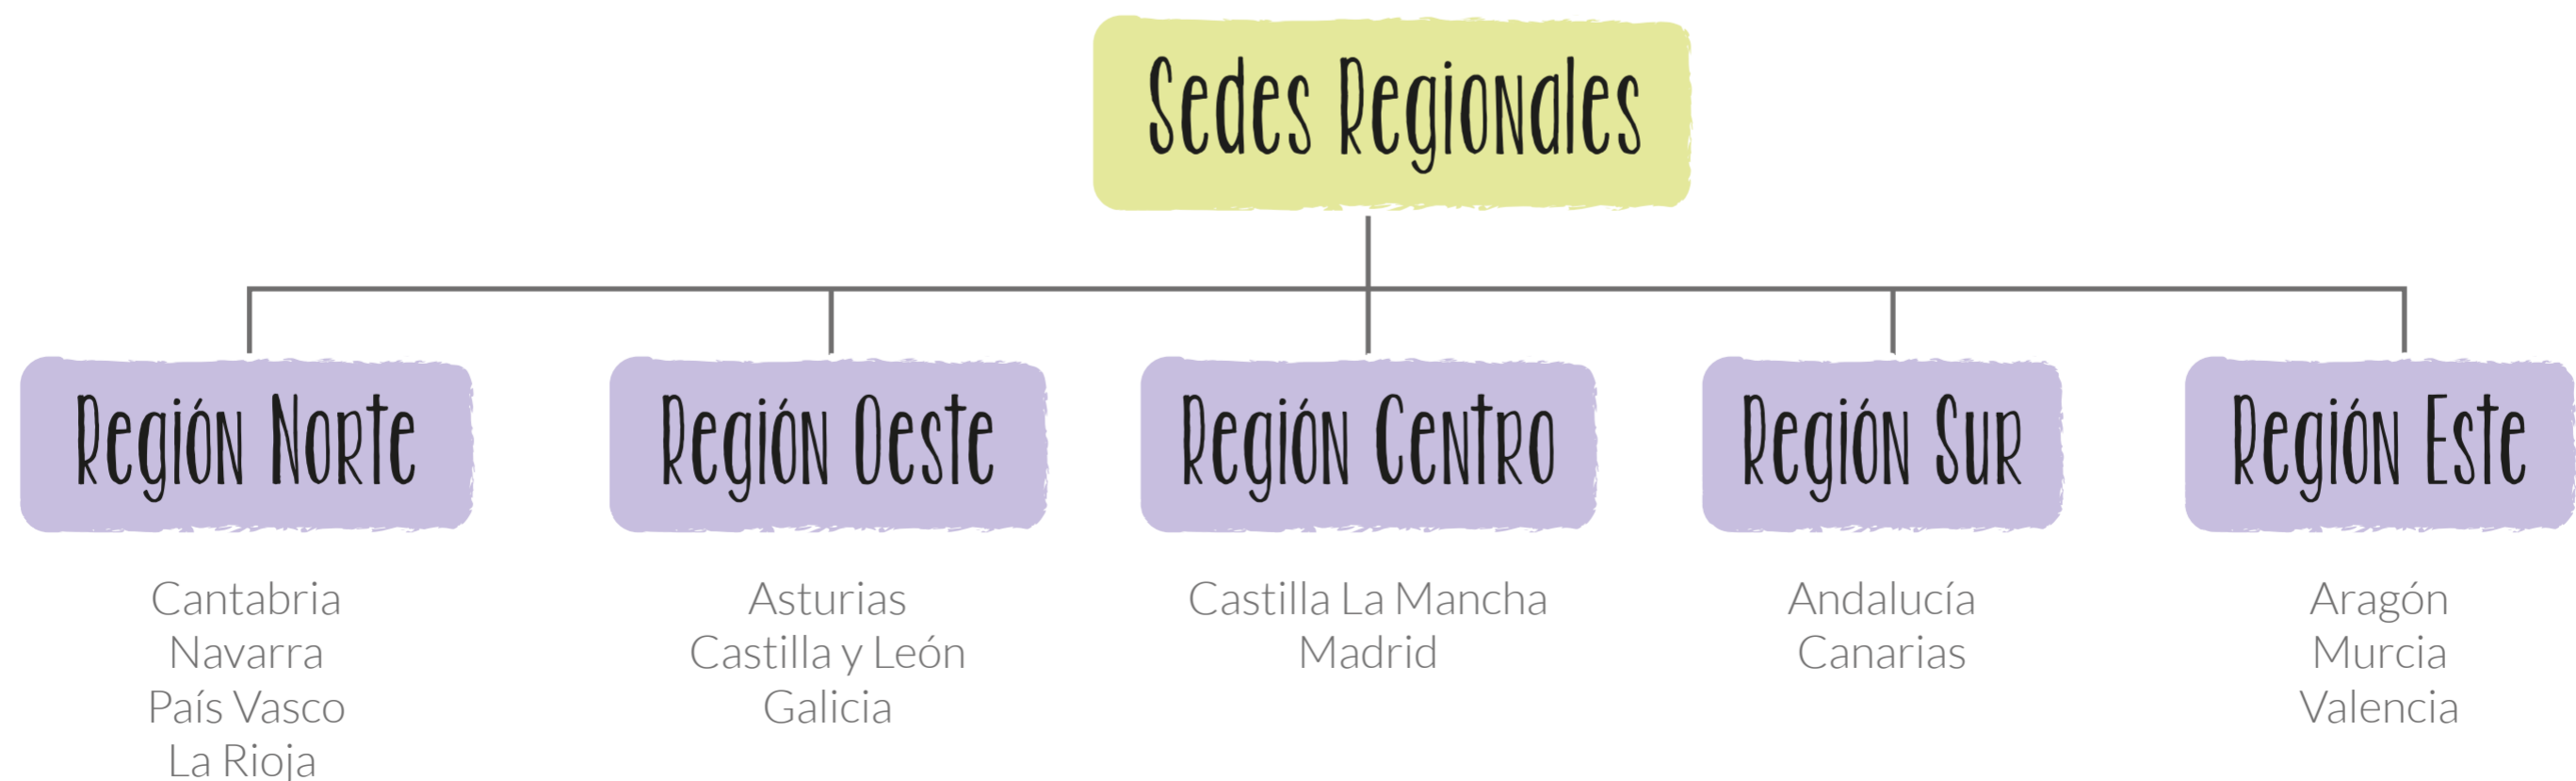 Sedes Regionales
Región Norte
Cantabria
Navarra
País Vasco
La Rioja
Región Oeste
Asturias
Castilla y León
Galicia
Región Centro
Castilla La Mancha
Madrid
Región Sur
Andalucía
Canarias
Región Este
Aragón
Murcia
Valencia